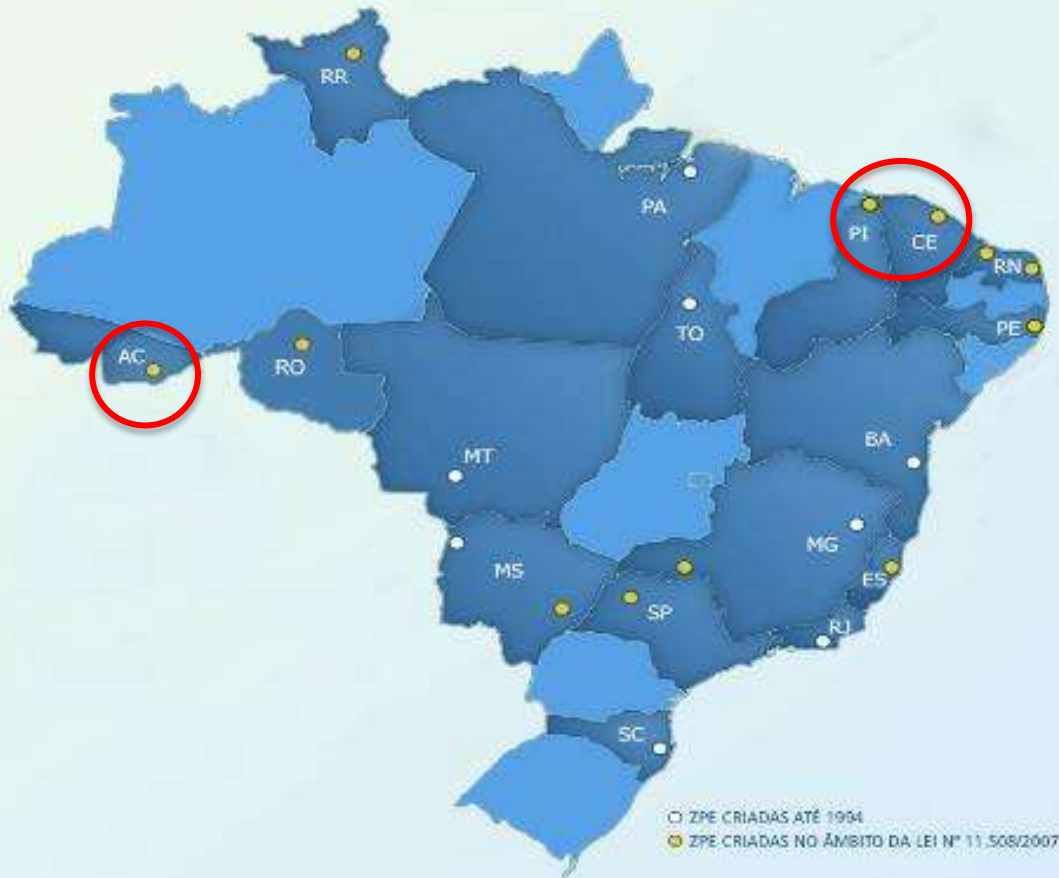 RR
PA
PI
CE
RN
TO
PE
AC
RO
BA
MT
MG
MS
ES
SP
RJ
SC
ZPE CRIADAS ATÉ 1994
ZPE CRIADAS NO ÂMBITO DA LEI Nº 11.508/2007